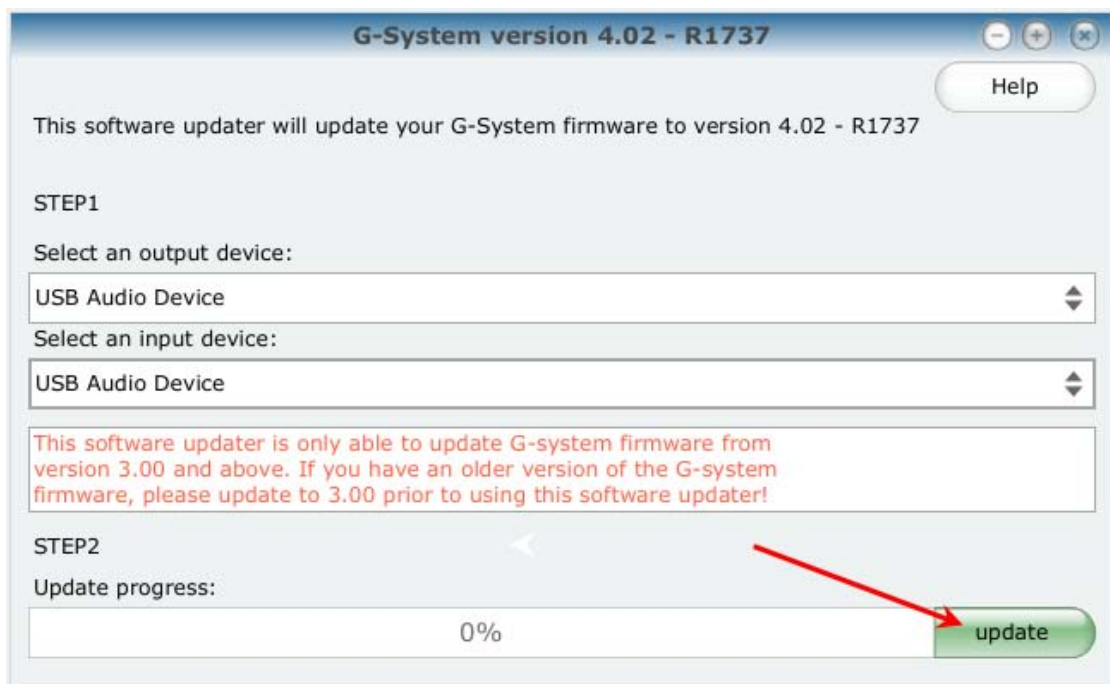 G-System version 4.02 - R1737
Help
This software updater will update your G-System firmware to version 4.02 - R1737
STEP1
Select an output device:
USB Audio Device
Select an input device:
USB Audio Device
This software updater is only able to update G-system firmware from
version 3.00 and above. If you have an older version of the G-system
firmware, please update to 3.00 prior to using this software updater!
STEP2
Update progress:
0%
update